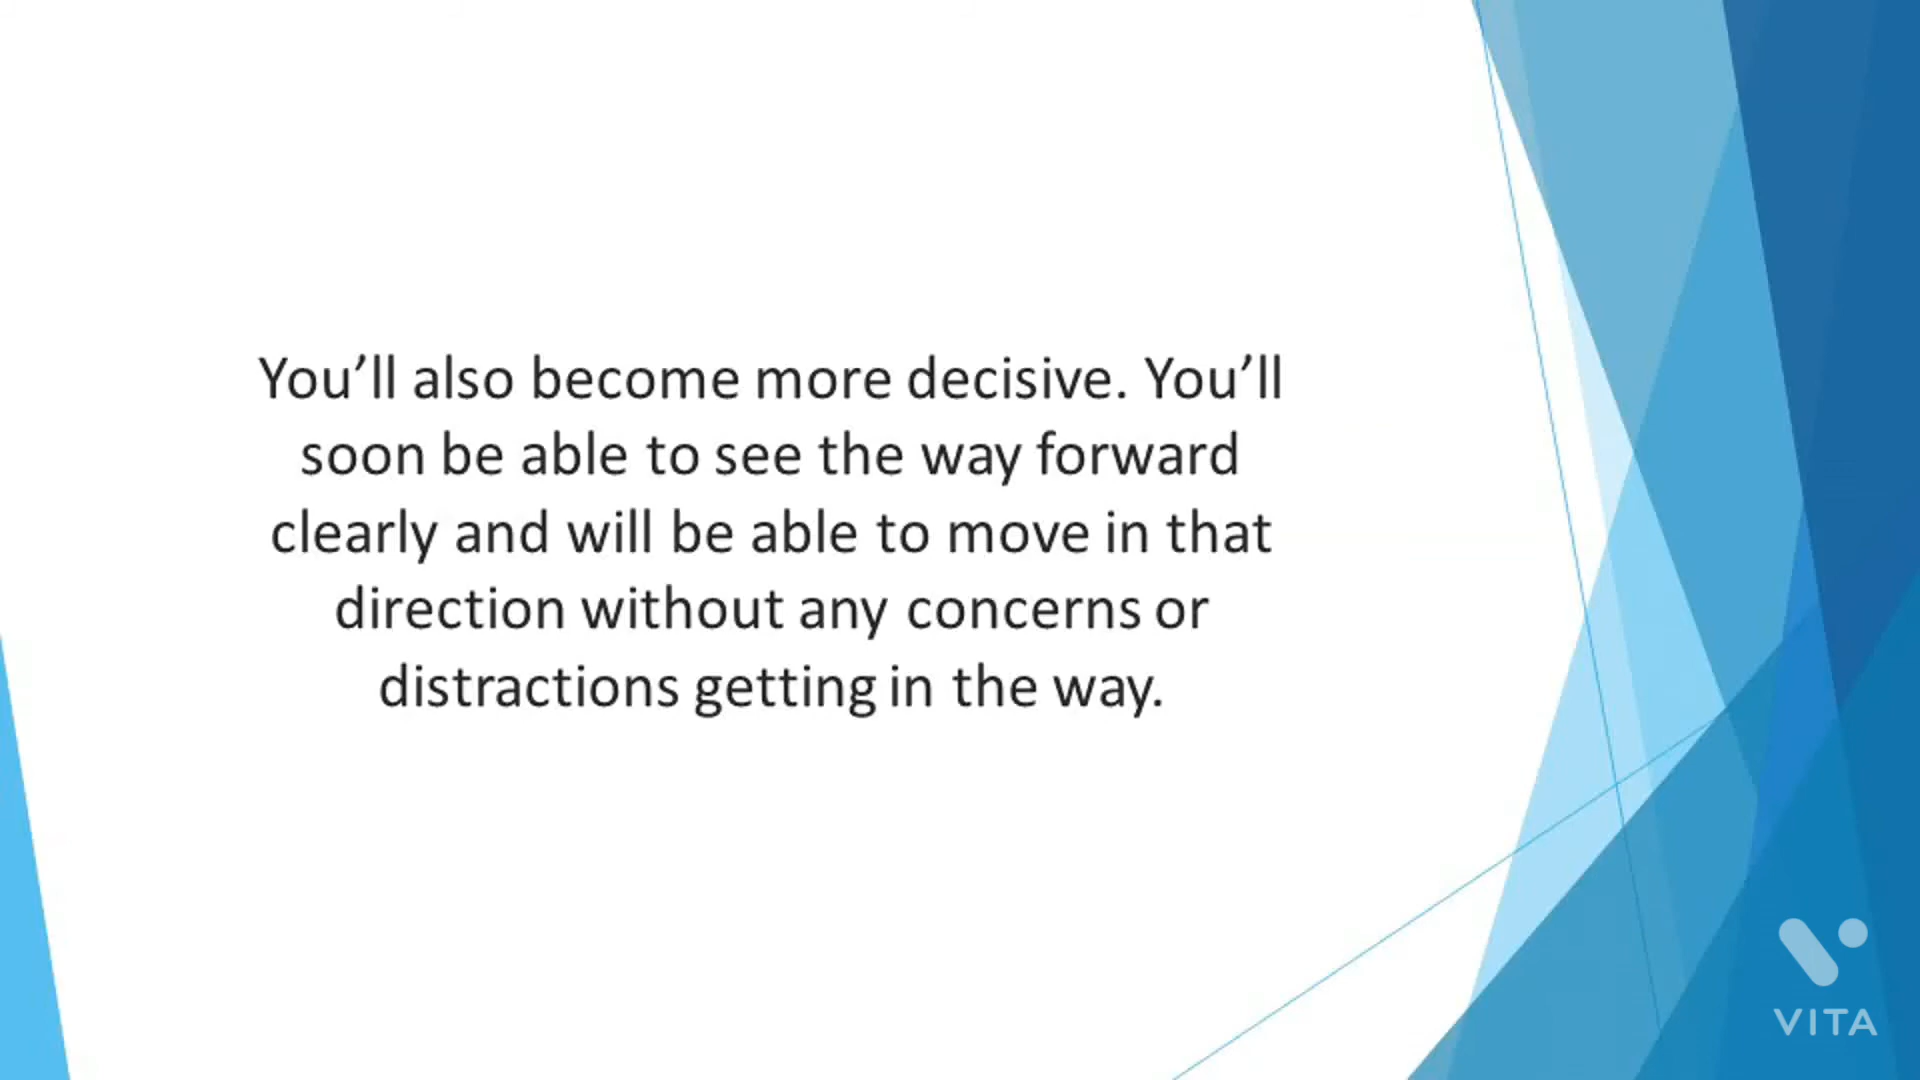 You’ll also become more decisive. You’ll
soon be able to see the way forward
clearly and will be able to move in that
direction without any concerns or
distractions getting in the way.
VITA